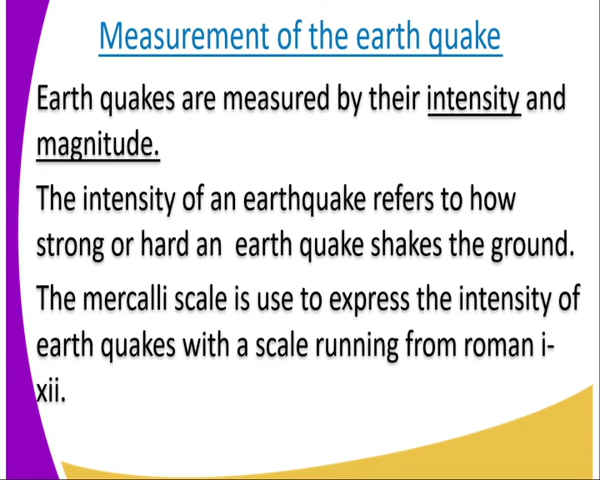 Measurement of the earth quake
Earth quakes are measured by their intensity and
magnitude.
The intensity of an earthquake refers to how
strong or hard an earth quake shakes the ground.
The mercalli scale is use to express the intensity of
earth quakes with a scale running from roman i-
xii.